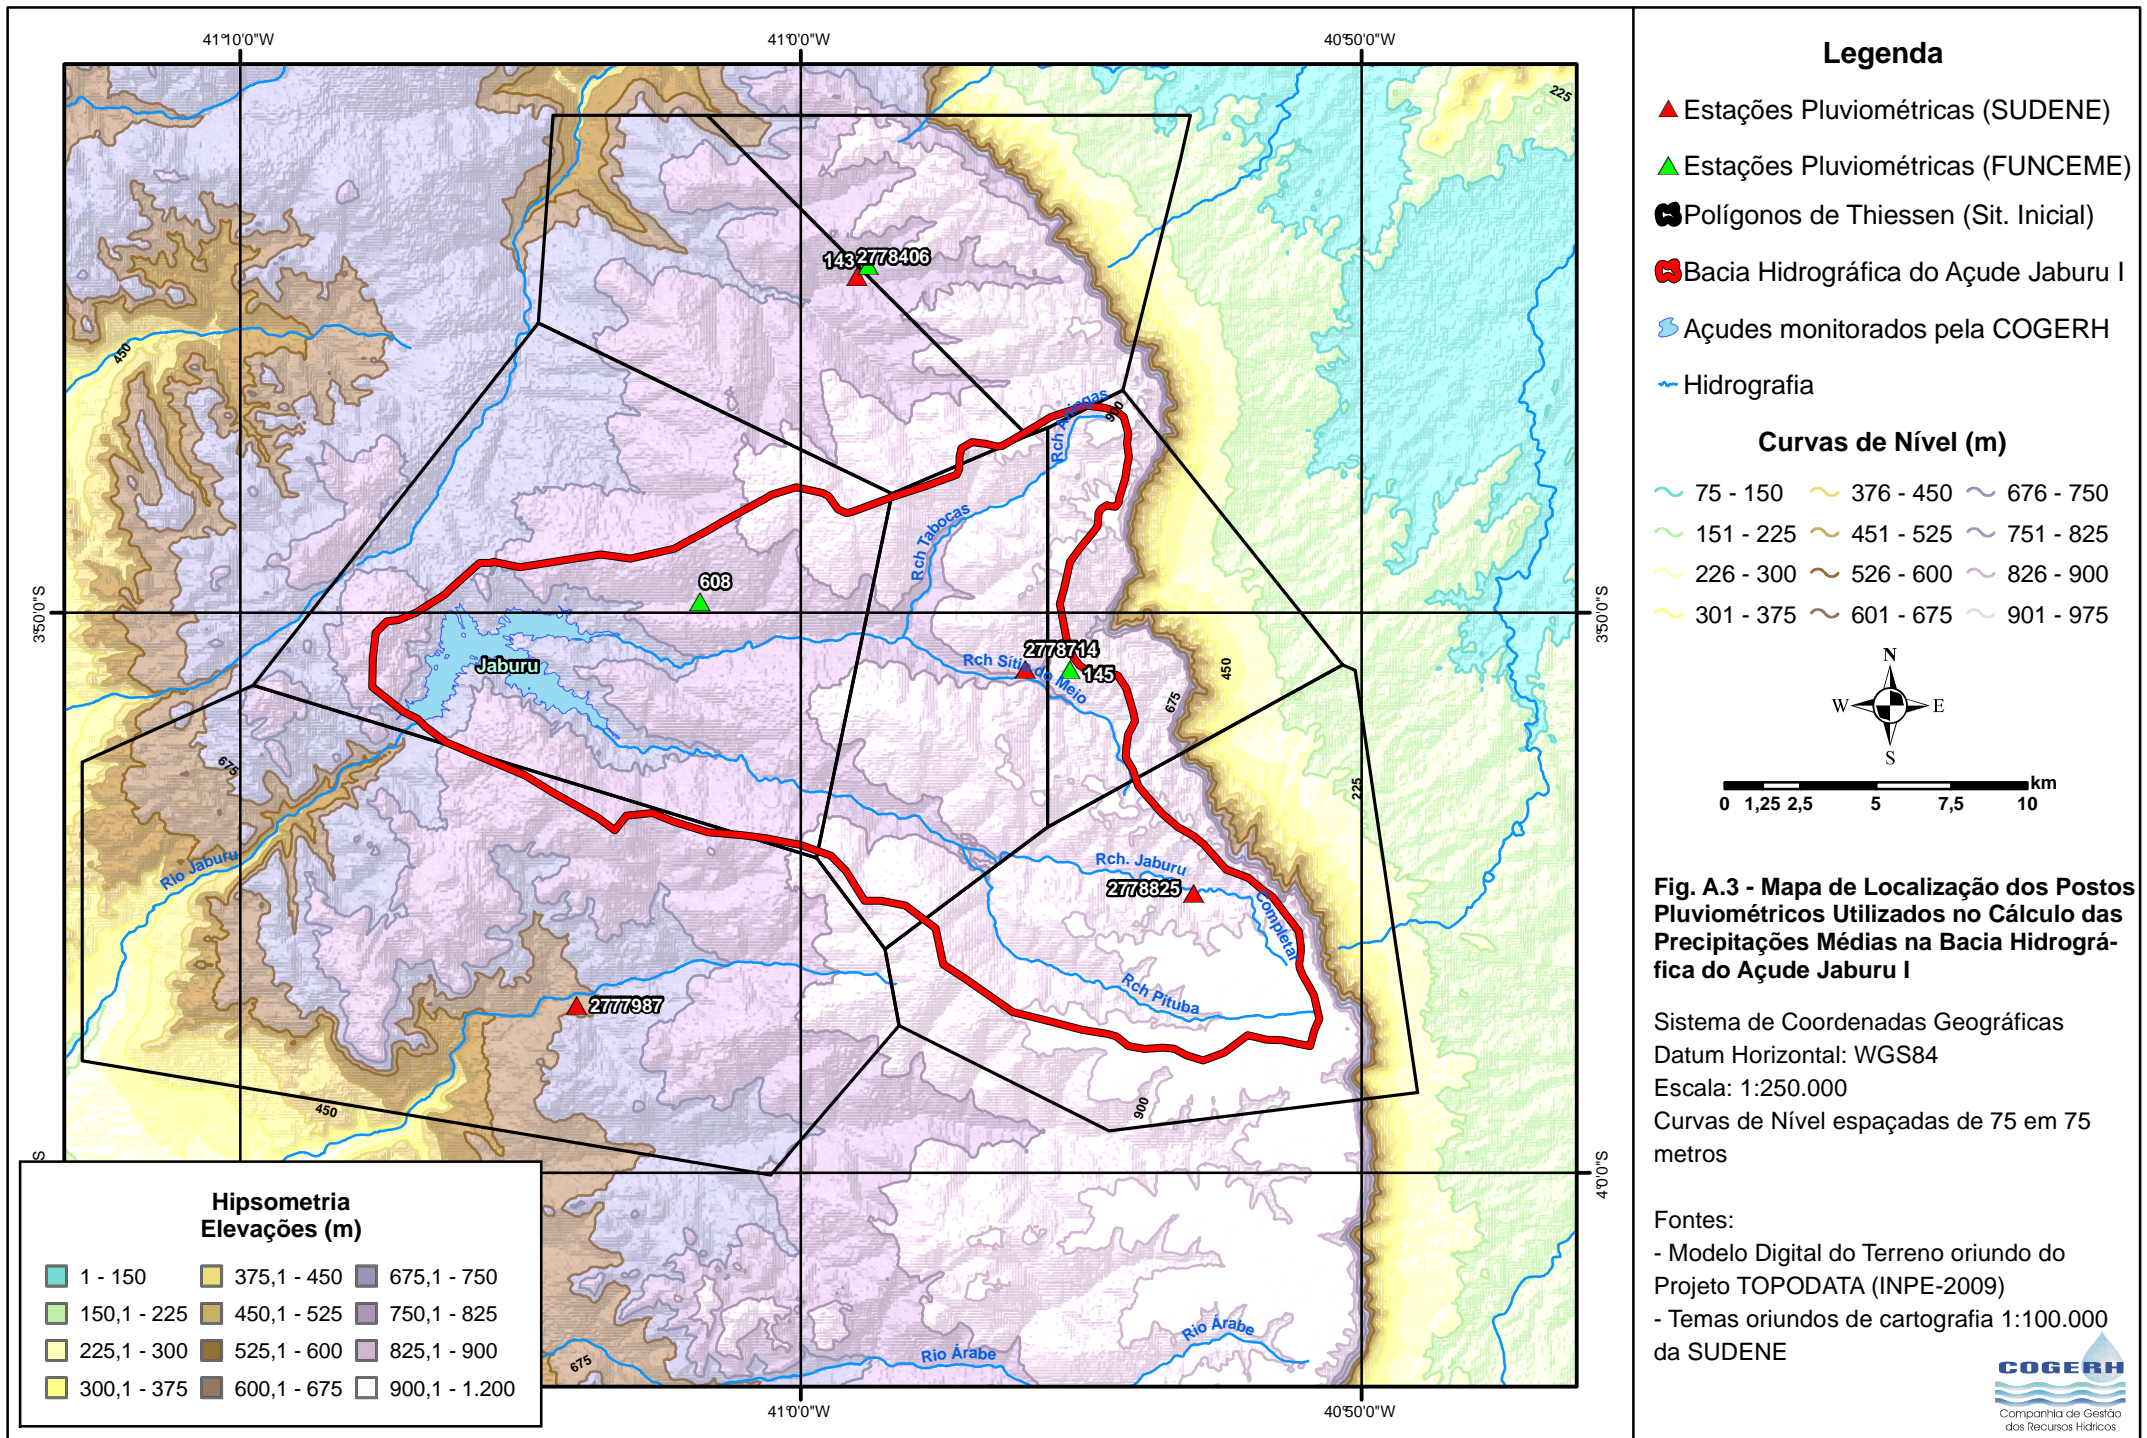 41°10'0"W
41°0'0"W
40°50'0"W
225
450
143
2778406
Rch Aningas
900
Rch Tabocas
608
3°50'0"S
3°50'0"S
Jaburu
2778714
Rch Sítio do Meio
145
450
675
675
225
Rio Jaburu
Rch. Jaburu
2778825
Completar
Rch Pituba
2777987
450
900
S
4°0'0"S
Rio Árabe
Rio Árabe
675
41°0'0"W
40°50'0"W
Hipsometria
Elevações (m)
1 - 150
375,1 - 450
675,1 - 750
150,1 - 225
450,1 - 525
750,1 - 825
225,1 - 300
525,1 - 600
825,1 - 900
300,1 - 375
600,1 - 675
900,1 - 1.200
Legenda
Estações Pluviométricas (SUDENE)
Estações Pluviométricas (FUNCEME)
Polígonos de Thiessen (Sit. Inicial)
Bacia Hidrográfica do Açude Jaburu I
Açudes monitorados pela COGERH
Hidrografia
Curvas de Nível (m)
75 - 150
376 - 450
676 - 750
151 - 225
451 - 525
751 - 825
226 - 300
526 - 600
826 - 900
301 - 375
601 - 675
901 - 975
N
W
E
S
km
0 1,25 2,5 5 7,5 10
Fig. A.3 - Mapa de Localização dos Postos
Pluviométricos Utilizados no Cálculo das
Precipitações Médias na Bacia Hidrográ-
fica do Açude Jaburu I
Sistema de Coordenadas Geográficas
Datum Horizontal: WGS84
Escala: 1:250.000
Curvas de Nível espaçadas de 75 em 75
metros
Fontes:
- Modelo Digital do Terreno oriundo do
Projeto TOPODATA (INPE-2009)
- Temas oriundos de cartografia 1:100.000
da SUDENE
COGERH
Companhia de Gestão
dos Recursos Hídricos